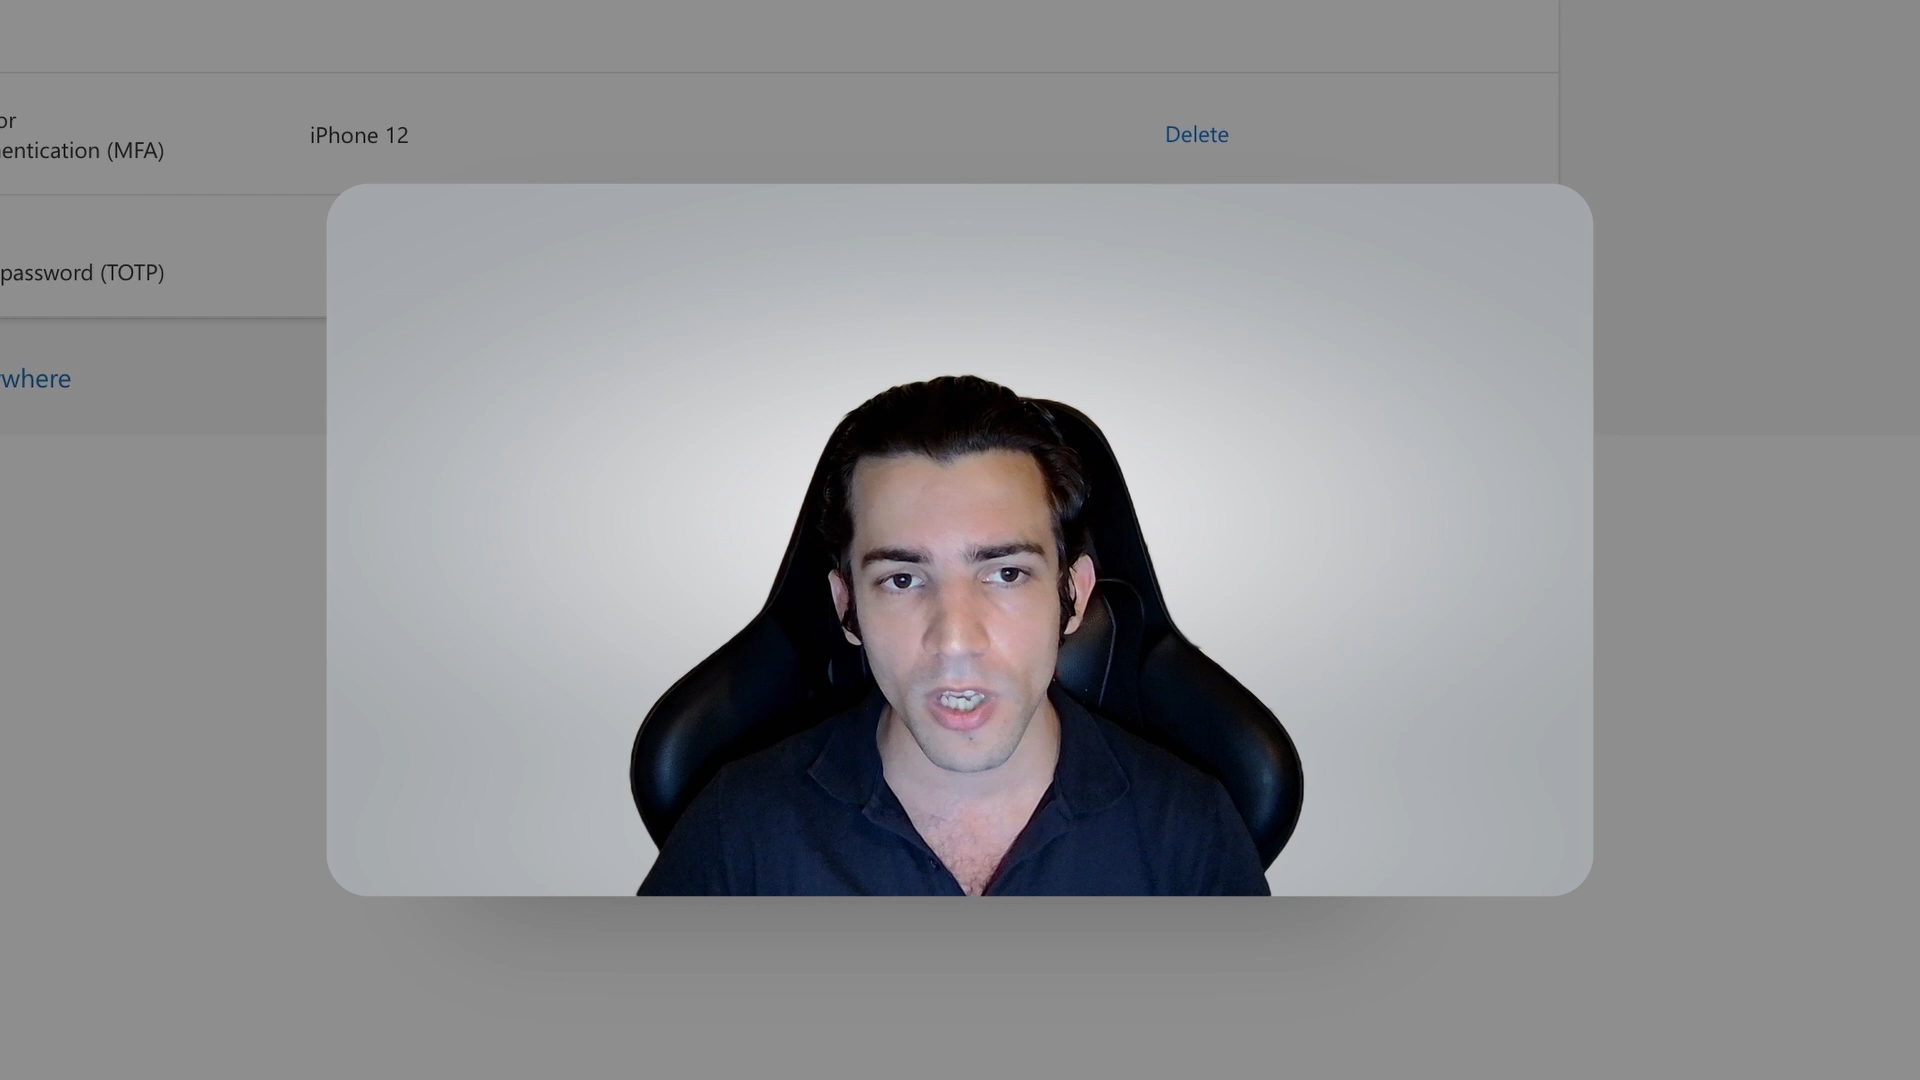 or
entication (MFA)
iPhone 12
Delete
password (TOTP)
where